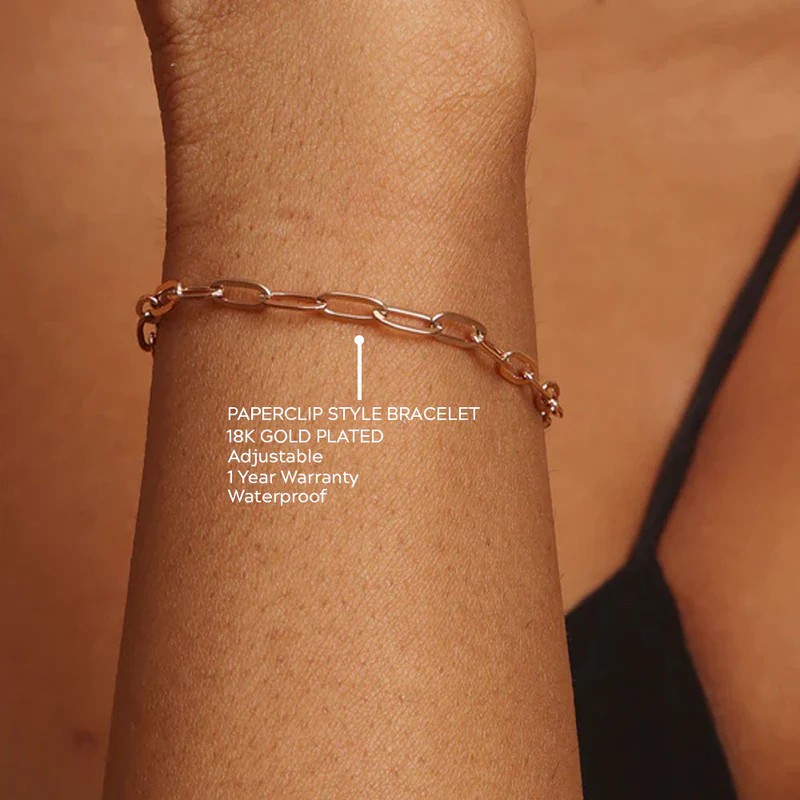 PAPERCLIP STYLE BRACELET
18K GOLD PLATED
Adjustable
1 Year Warranty
Waterproof